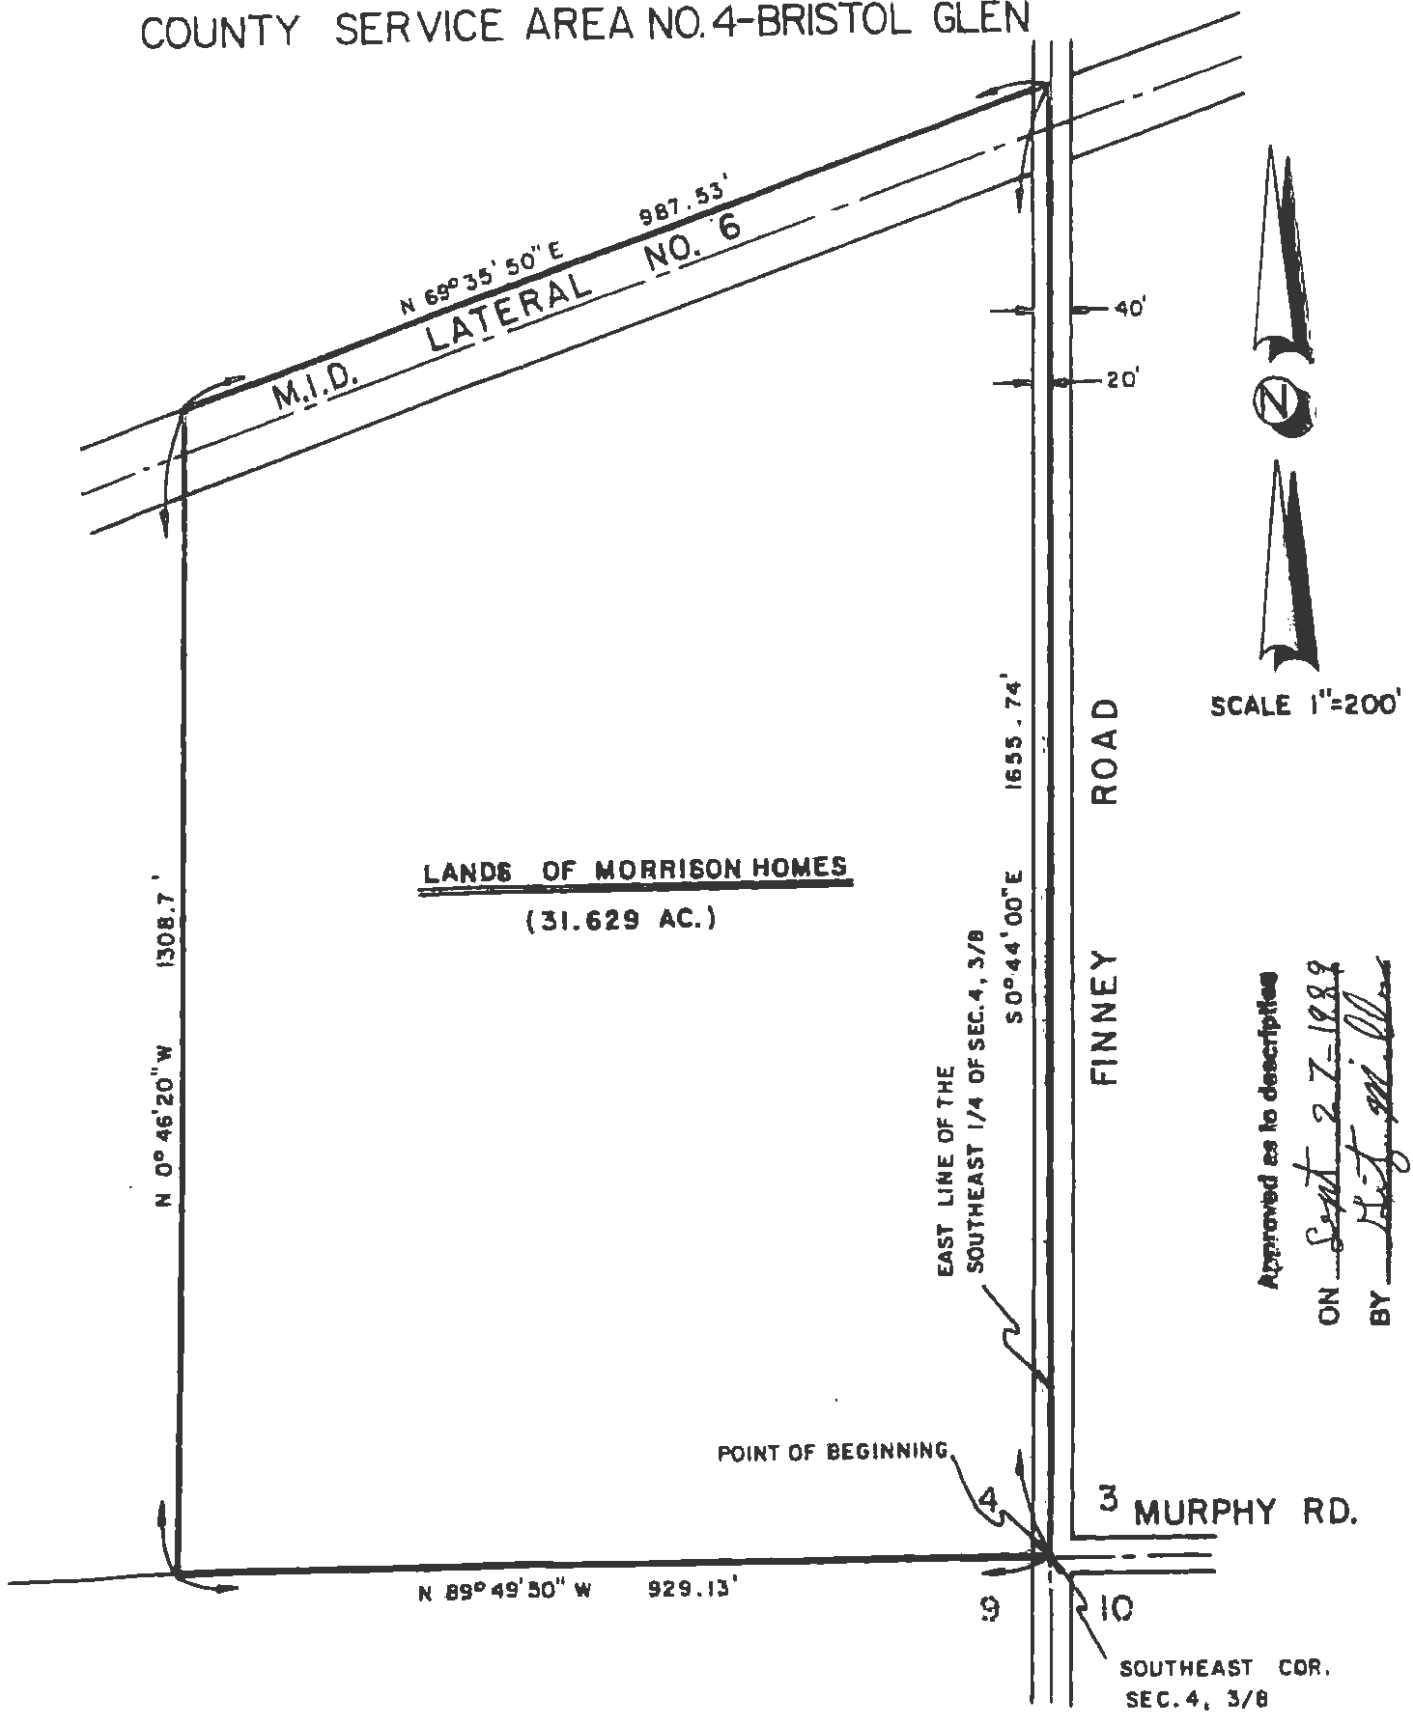 COUNTY SERVICE AREA NO.4-BRISTOL GLEN
N 69°35'50" E 987.53'
M.I.D. LATERAL NO. 6
40'
20'
N
SCALE 1"=200'
1655.74'
S 0°44'00" E
FINNEY ROAD
LANDS OF MORRISON HOMES
(31.629 AC.)
N 0°46'20" W 1308.7'
EAST LINE OF THE
SOUTHEAST 1/4 OF SEC.4, 3/8
Approved as to description
ON Sept 27-1989
BY
POINT OF BEGINNING
4
3
MURPHY RD.
N 89°49'30" W 929.13'
9
10
SOUTHEAST COR.
SEC.4, 3/8